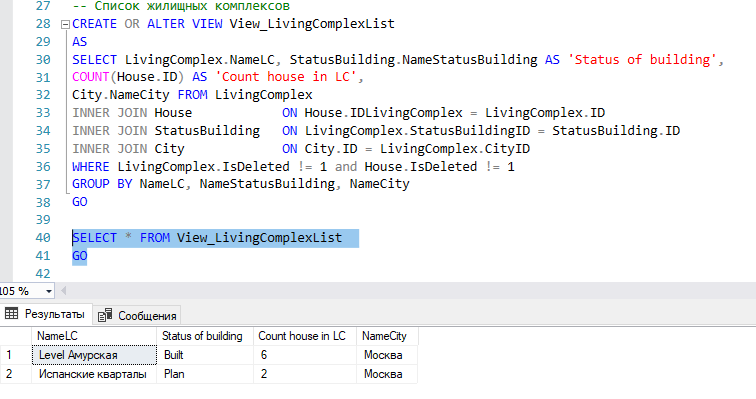 27 -- Список жилищных комплексов
28 CREATE OR ALTER VIEW View_LivingComplexList
29 AS
30 SELECT LivingComplex.NameLC, StatusBuilding.NameStatusBuilding AS 'Status of building',
31 COUNT(House.ID) AS 'Count house in LC',
32 City.NameCity FROM LivingComplex
33 INNER JOIN House ON House.IDLivingComplex = LivingComplex.ID
34 INNER JOIN StatusBuilding ON LivingComplex.StatusBuildingID = StatusBuilding.ID
35 INNER JOIN City ON City.ID = LivingComplex.CityID
36 WHERE LivingComplex.IsDeleted != 1 and House.IsDeleted != 1
37 GROUP BY NameLC, NameStatusBuilding, NameCity
38 GO
39
40 SELECT * FROM View_LivingComplexList
41 GO
42
105 %
Результаты Сообщения
NameLC Status of building Count house in LC NameCity
1 Level Амурская Built 6 Москва
2 Испанские кварталы Plan 2 Москва